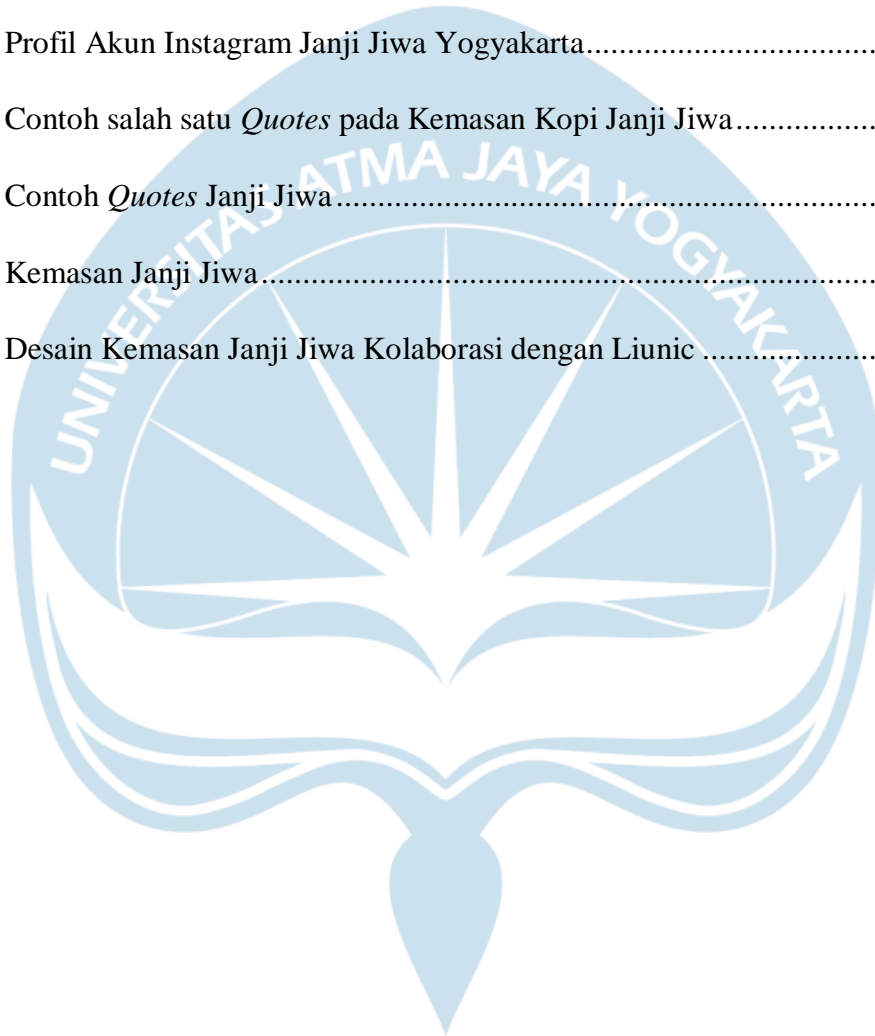 Profil Akun Instagram Janji Jiwa Yogyakarta..................................
Contoh salah satu Quotes pada Kemasan Kopi Janji Jiwa.................
Contoh Quotes Janji Jiwa.................................................................
Kemasan Janji Jiwa..........................................................................
Desain Kemasan Janji Jiwa Kolaborasi dengan Liunic.....................
UNIVERSITAS ATMA JAYA YOGYAKARTA